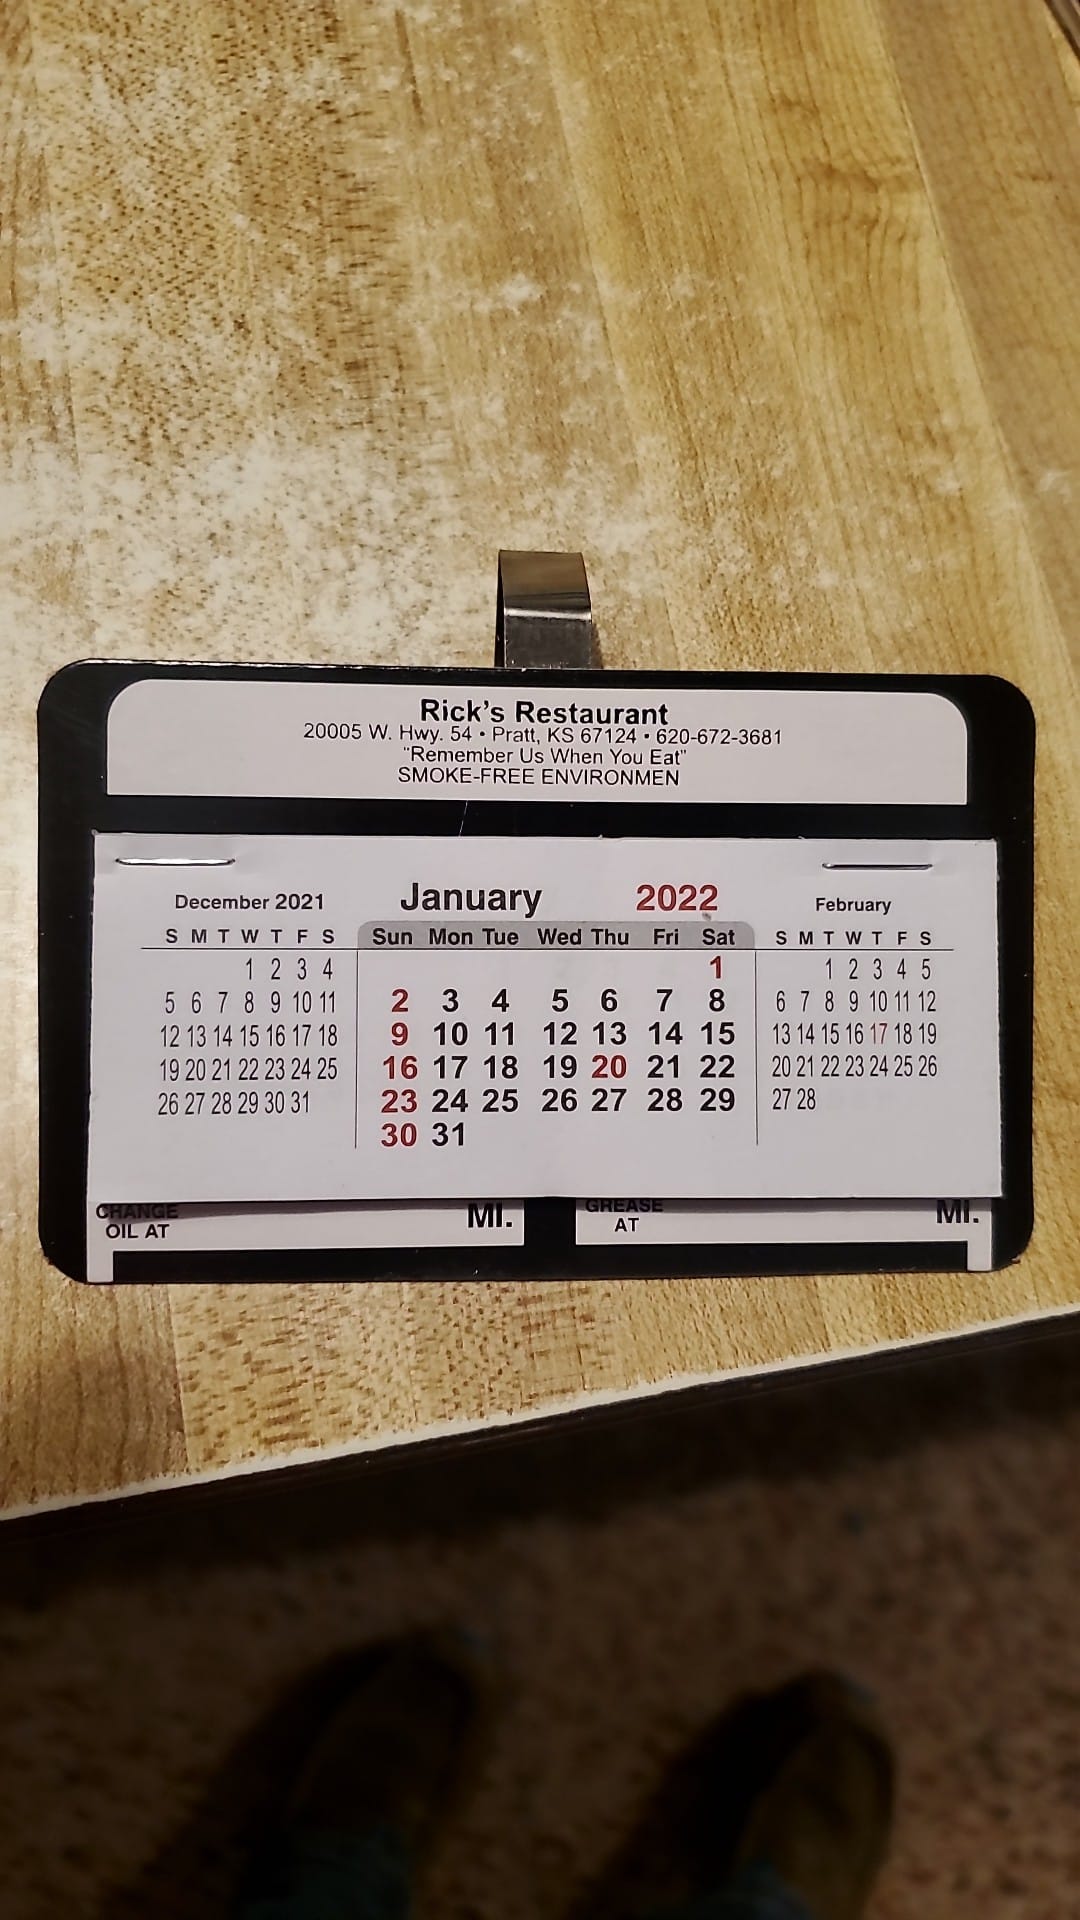 Rick's Restaurant
20005 W. Hwy. 54 • Pratt, KS 67124 • 620-672-3681
"Remember Us When You Eat"
SMOKE-FREE ENVIRONMEN
December 2021
S M T W T F S
1 2 3 4
5 6 7 8 9 10 11
12 13 14 15 16 17 18
19 20 21 22 23 24 25
26 27 28 29 30 31
January 2022
Sun Mon Tue Wed Thu Fri Sat
1
2 3 4 5 6 7 8
9 10 11 12 13 14 15
16 17 18 19 20 21 22
23 24 25 26 27 28 29
30 31
February
S M T W T F S
1 2 3 4 5
6 7 8 9 10 11 12
13 14 15 16 17 18 19
20 21 22 23 24 25 26
27 28
CHANGE
OIL AT
MI.
GREASE
AT
MI.